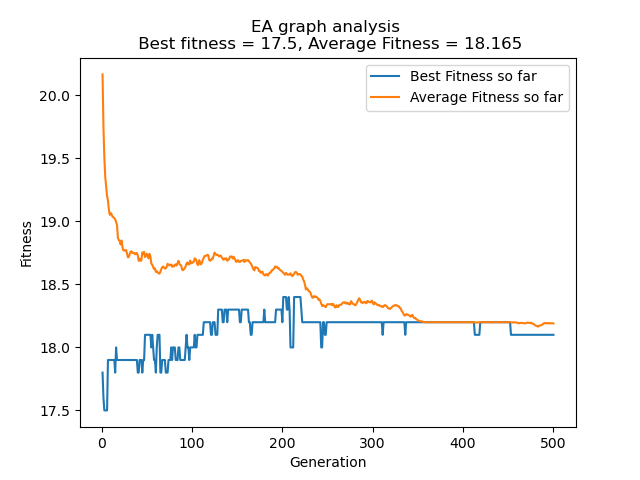 EA graph analysis
Best fitness = 17.5, Average Fitness = 18.165
Best Fitness so far
Average Fitness so far
Fitness
20.0
19.5
19.0
18.5
18.0
17.5
0 100 200 300 400 500
Generation